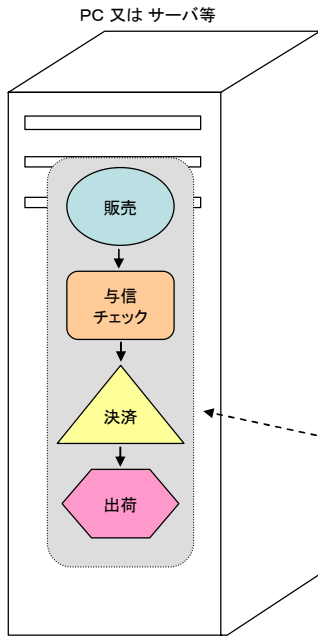 PC 又は サーバ等
販売
与信
チェック
決済
出荷